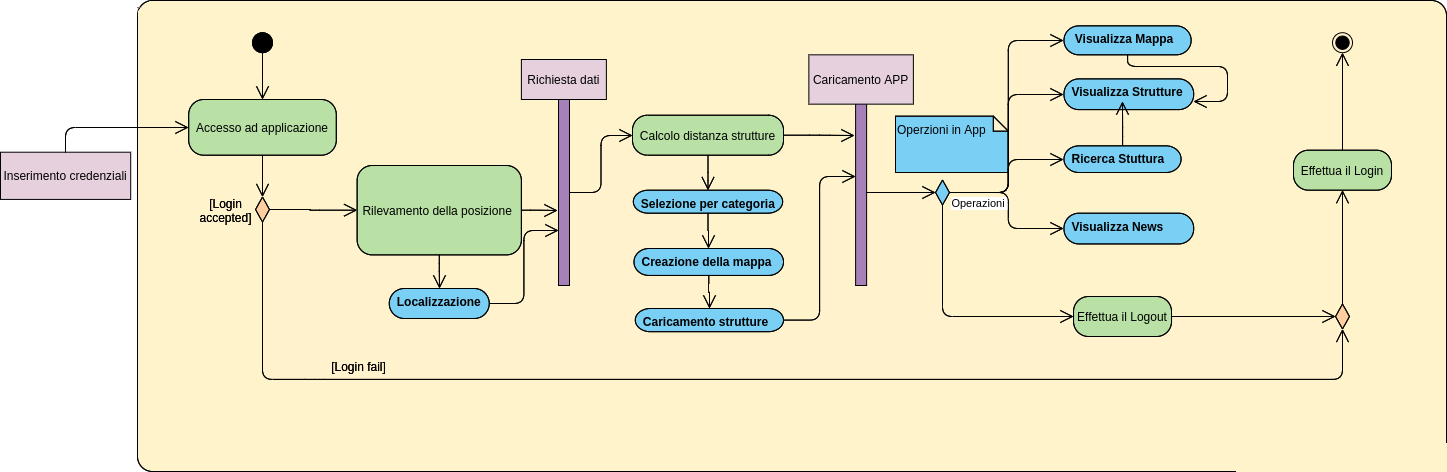 Inserimento credenziali
Accesso ad applicazione
[Login
accepted]
Rilevamento della posizione
Localizzazione
[Login fail]
Richiesta dati
Calcolo distanza strutture
Selezione per categoria
Creazione della mappa
Caricamento strutture
Caricamento APP
Operzioni in App
Operazioni
Visualizza Mappa
Visualizza Strutture
Ricerca Stuttura
Visualizza News
Effettua il Logout
Effettua il Login